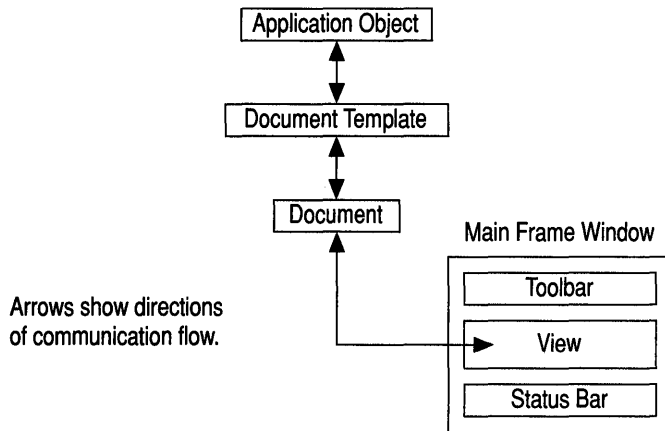 Application Object
Document Template
Document
Main Frame Window
Toolbar
Arrows show directions
of communication flow.
View
Status Bar